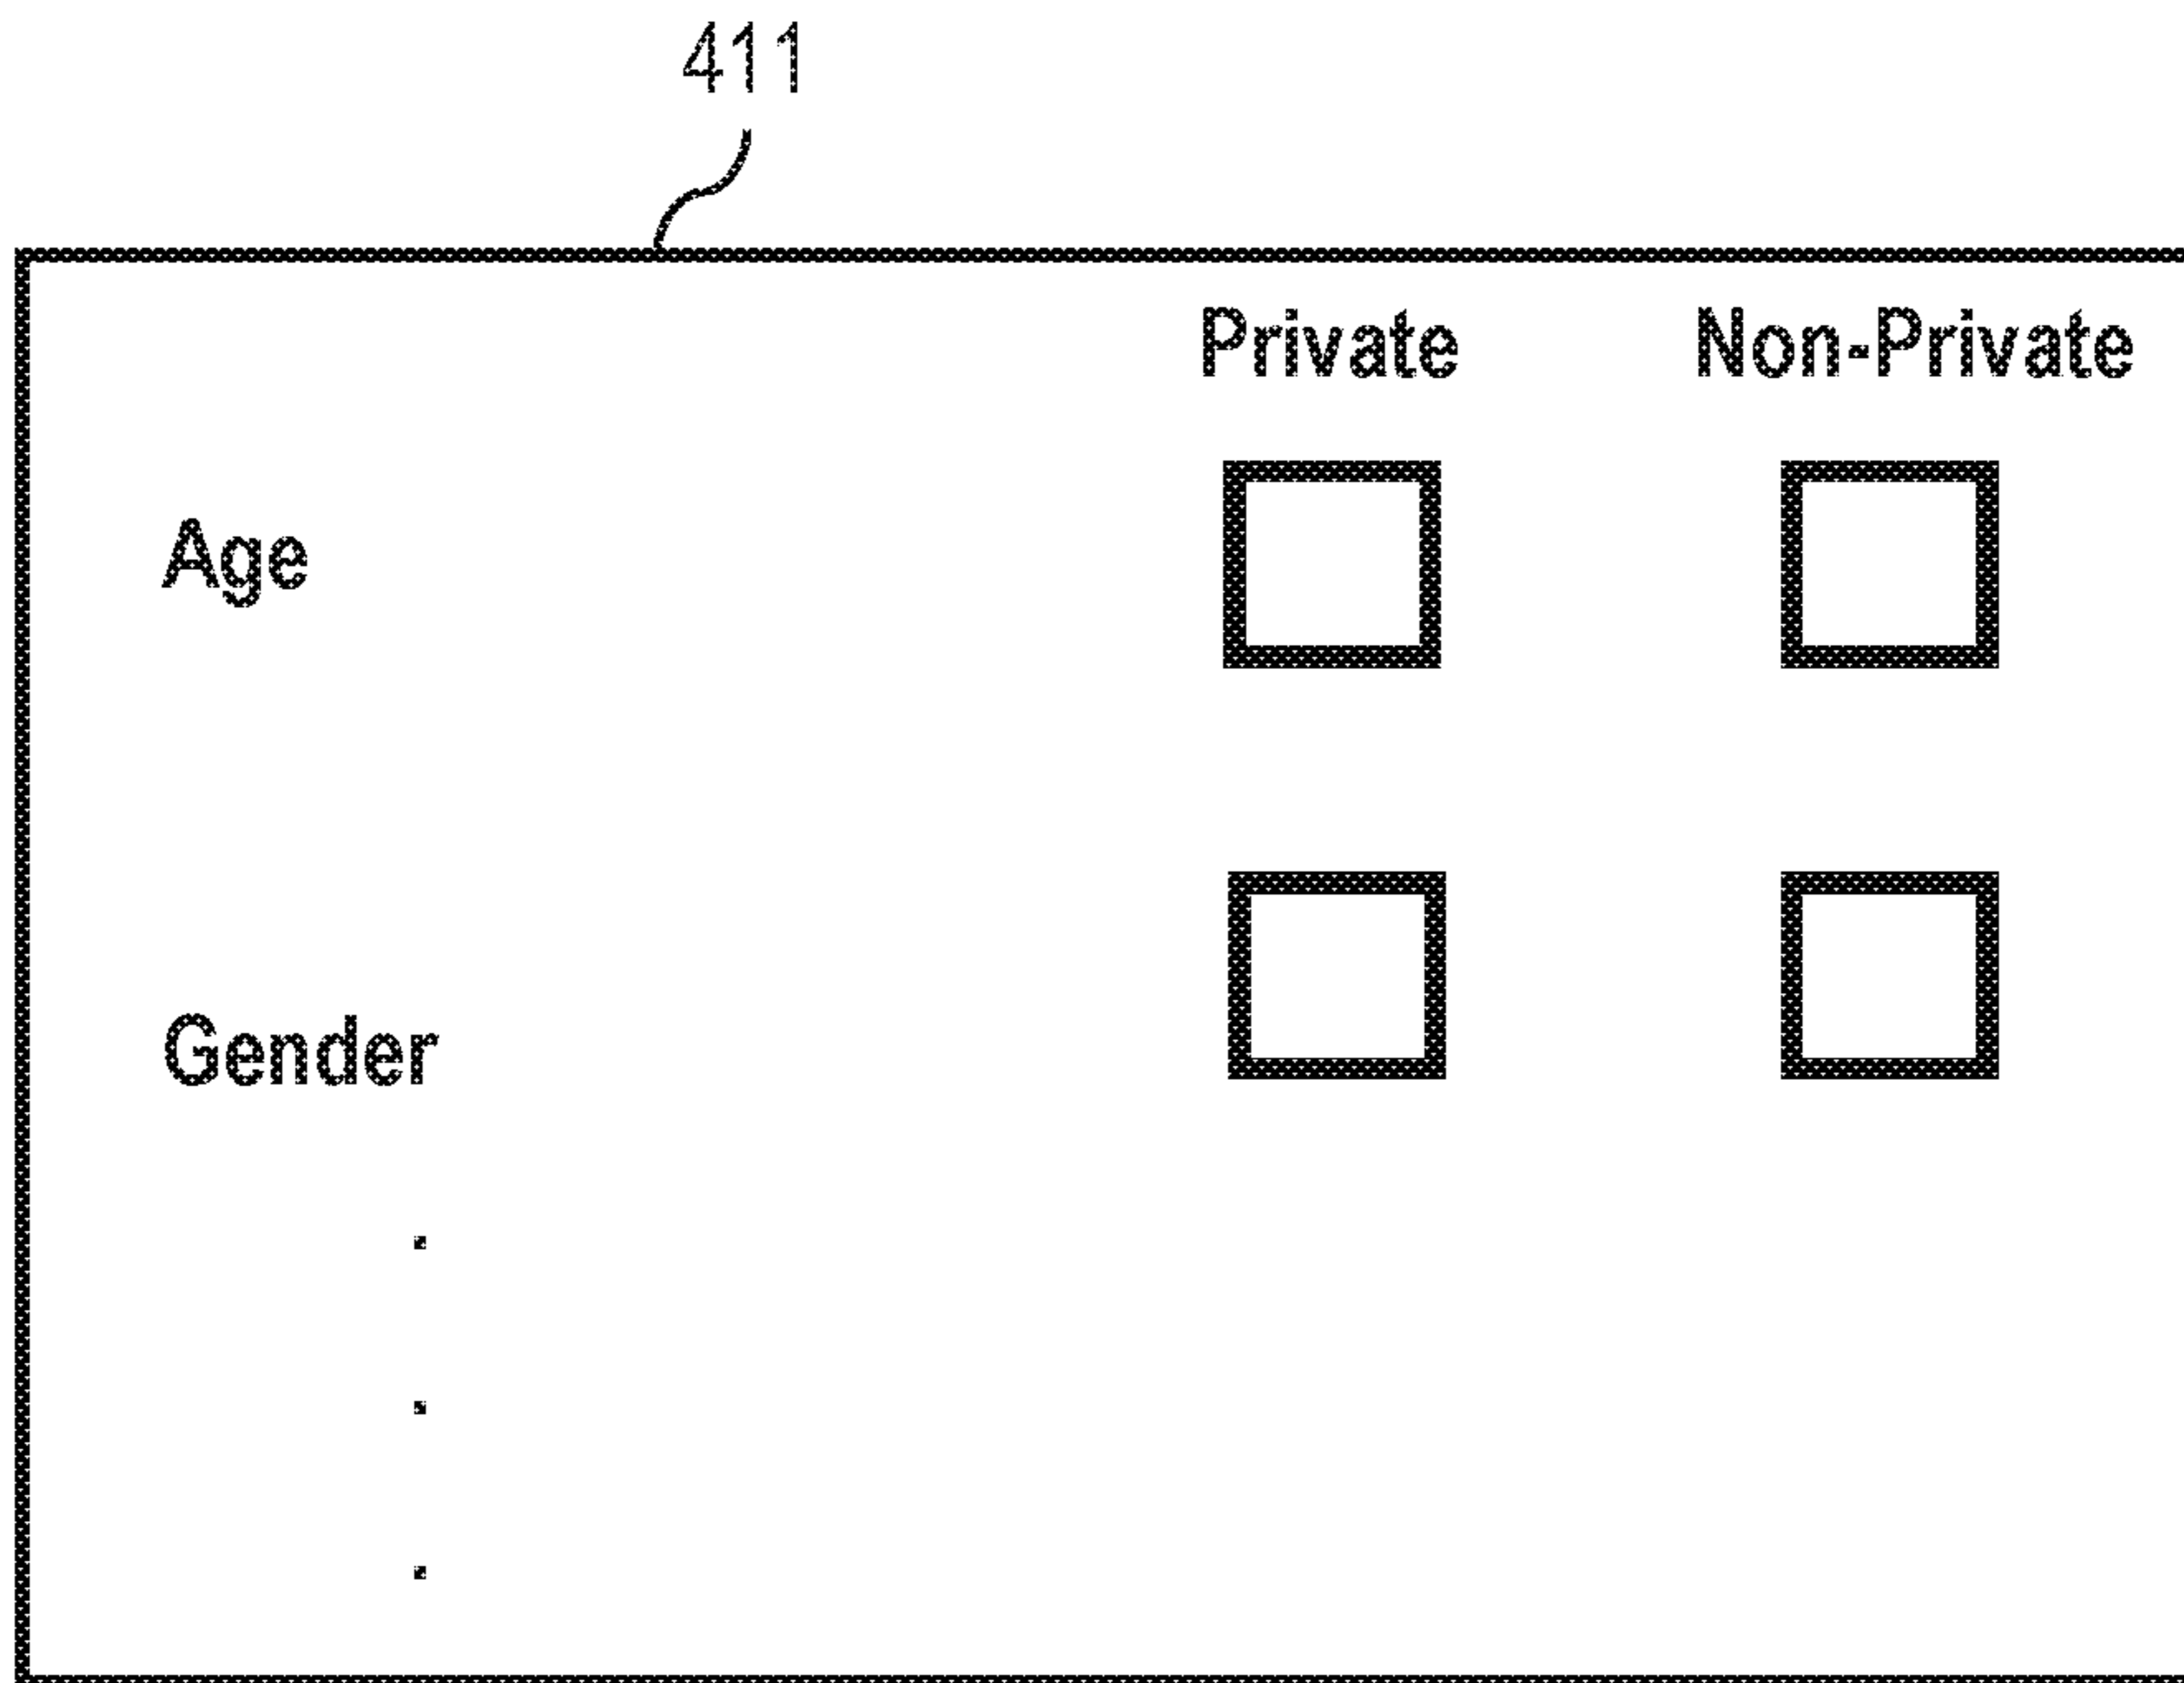 411
Private Non-Private
Age
Gender
.
.
.